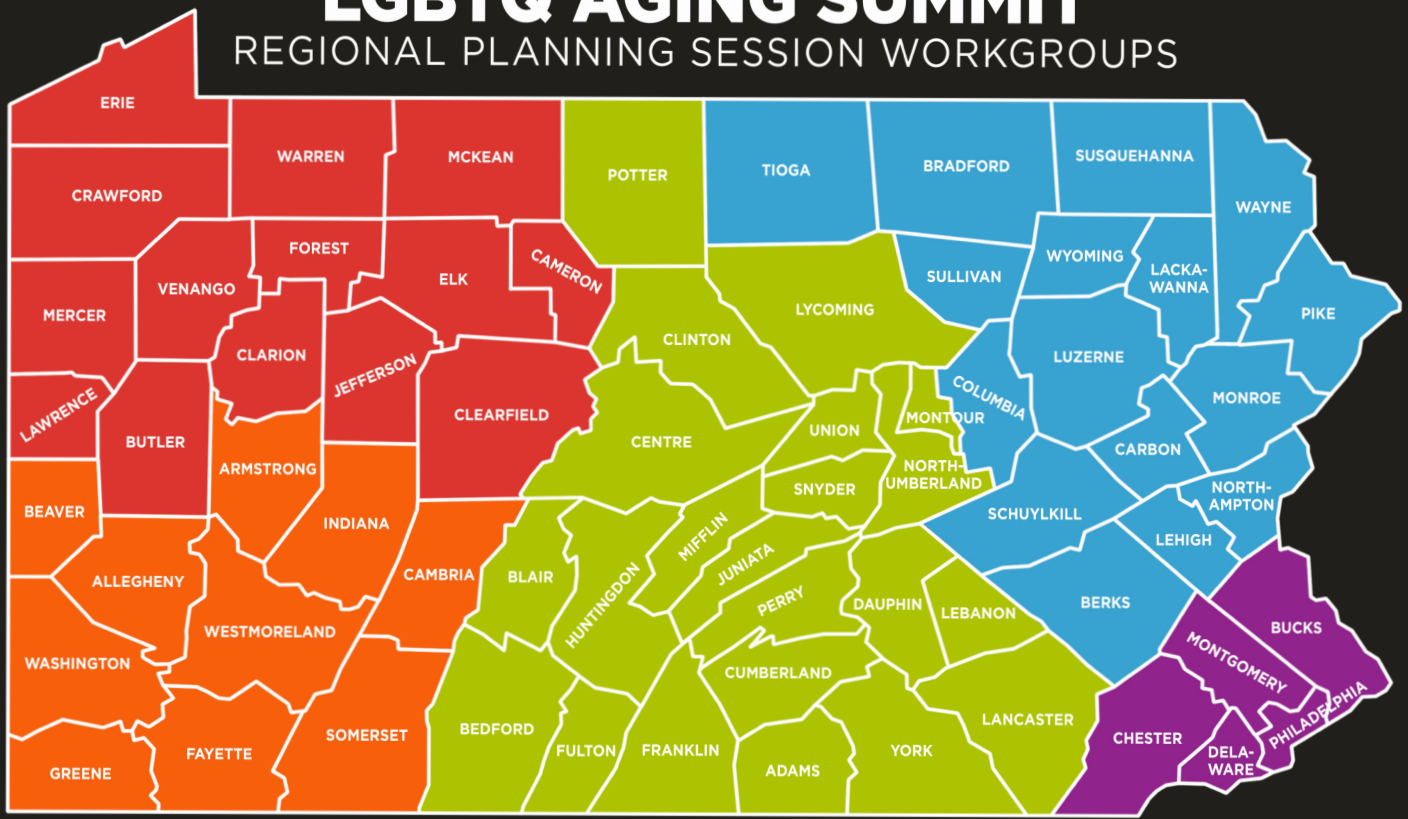 LGBTQ AGING SUMMIT
REGIONAL PLANNING SESSION WORKGROUPS
ERIE
WARREN
MCKEAN
POTTER
TIOGA
BRADFORD
SUSQUEHANNA
WAYNE
CRAWFORD
FOREST
ELK
CAMERON
SULLIVAN
WYOMING
LACKA-
WANNA
VENANGO
MERCER
LYCOMING
PIKE
CLINTON
CLARION
JEFFERSON
LUZERNE
COLUMBIA
MONROE
LAWRENCE
BUTLER
CLEARFIELD
CENTRE
UNION
MONTOUR
CARBON
ARMSTRONG
NORTH-
UMBERLAND
SNYDER
NORTH-
AMPTON
BEAVER
INDIANA
SCHUYLKILL
MIFFLIN
LEHIGH
ALLEGHENY
CAMBRIA
BLAIR
HUNTINGDON
JUNIATA
PERRY
DAUPHIN
LEBANON
BERKS
WESTMORELAND
BUCKS
WASHINGTON
CUMBERLAND
MONTGOMERY
SOMERSET
BEDFORD
FULTON
FRANKLIN
ADAMS
YORK
LANCASTER
CHESTER
DELA-
WARE
PHILADELPHIA
GREENE
FAYETTE